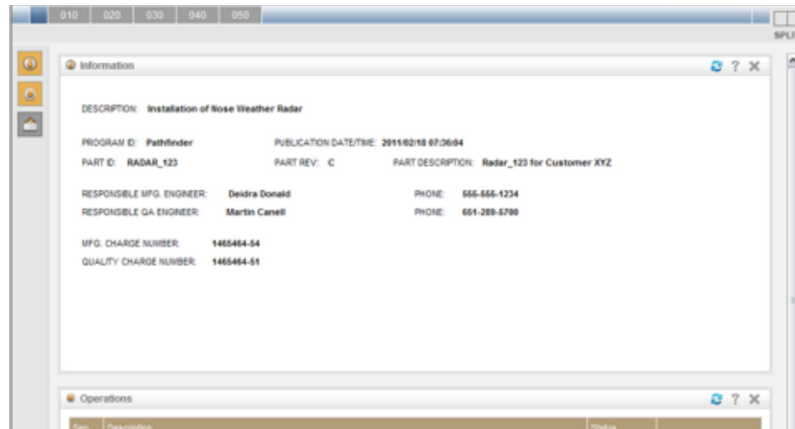 010 020 030 040 050
SPLI
Information
DESCRIPTION: Installation of Nose Weather Radar
PROGRAM ID: Pathfinder PUBLICATION DATE/TIME: 2011/02/18 07:36:04
PART ID: RADAR_123 PART REV: C PART DESCRIPTION: Radar_123 for Customer XYZ
RESPONSIBLE MFG. ENGINEER: Deidra Donald PHONE: 555-555-1234
RESPONSIBLE QA ENGINEER: Martin Canell PHONE: 651-289-5700
MFG. CHARGE NUMBER: 1465464-54
QUALITY CHARGE NUMBER: 1465464-51
Operations
Seq Description Status